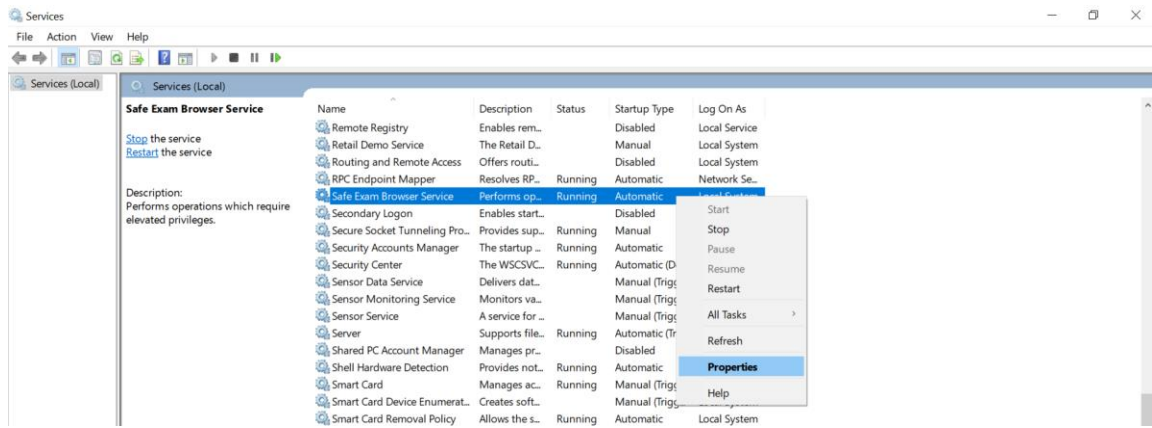 Services
File Action View Help
Services (Local)
Services (Local)
Safe Exam Browser Service
Stop the service
Restart the service
Description:
Performs operations which require
elevated privileges.
Name Description Status Startup Type Log On As
Remote Registry Enables rem... Disabled Local Service
Retail Demo Service The Retail D... Manual Local System
Routing and Remote Access Offers routi... Disabled Local System
RPC Endpoint Mapper Resolves RP... Running Automatic Network Se...
Safe Exam Browser Service Performs op... Running Automatic Local System
Secondary Logon Enables start... Disabled
Secure Socket Tunneling Pro... Provides sup... Running Manual
Security Accounts Manager The startup ... Running Automatic
Security Center The WSCSVC... Running Automatic (D
Sensor Data Service Delivers dat... Manual (Trigg
Sensor Monitoring Service Monitors va... Manual (Trigg
Sensor Service A service for ... Manual (Trigg
Server Supports file... Running Automatic (Tr
Shared PC Account Manager Manages pr... Disabled
Shell Hardware Detection Provides not... Running Automatic
Smart Card Manages ac... Running Manual (Trigg
Smart Card Device Enumerat... Creates soft... Manual (Trigg...
Smart Card Removal Policy Allows the s... Running Automatic Local System
Start
Stop
Pause
Resume
Restart
All Tasks
Refresh
Properties
Help